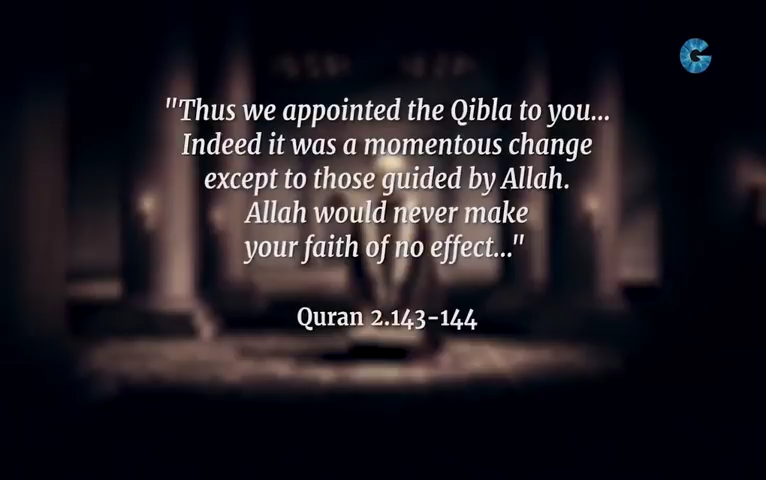 "Thus we appointed the Qibla to you...
Indeed it was a momentous change
except to those guided by Allah.
Allah would never make
your faith of no effect..."
Quran 2.143-144
G